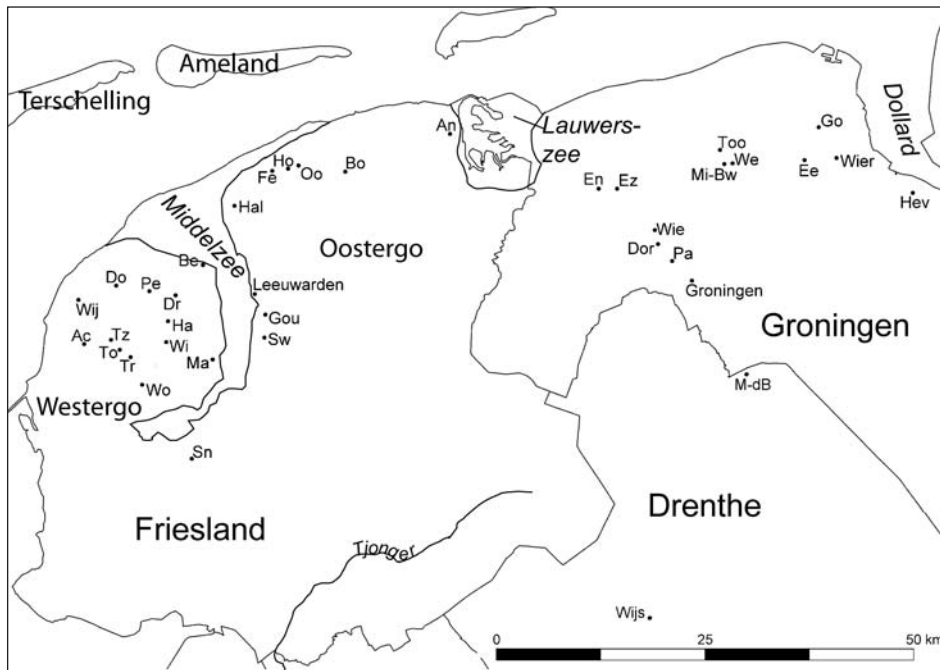 Ameland
Terschelling
Dollard
An
Lauwers-
zee
Go
Too
We
Mi-Bw
Ee
Wier
Ho
Fe
Oo
Bo
En
Ez
Hev
Hal
Middelzee
Oostergo
Wie
Dor
Pa
Be
Do
Pe
Dr
Leeuwarden
Groningen
Wij
Gou
Ha
Groningen
Ac
Tz
Sw
To
Wi
Tr
Ma
M-dB
Wo
Westergo
Sn
Drenthe
Friesland
Tjonger
Wijs
0 25 50 km